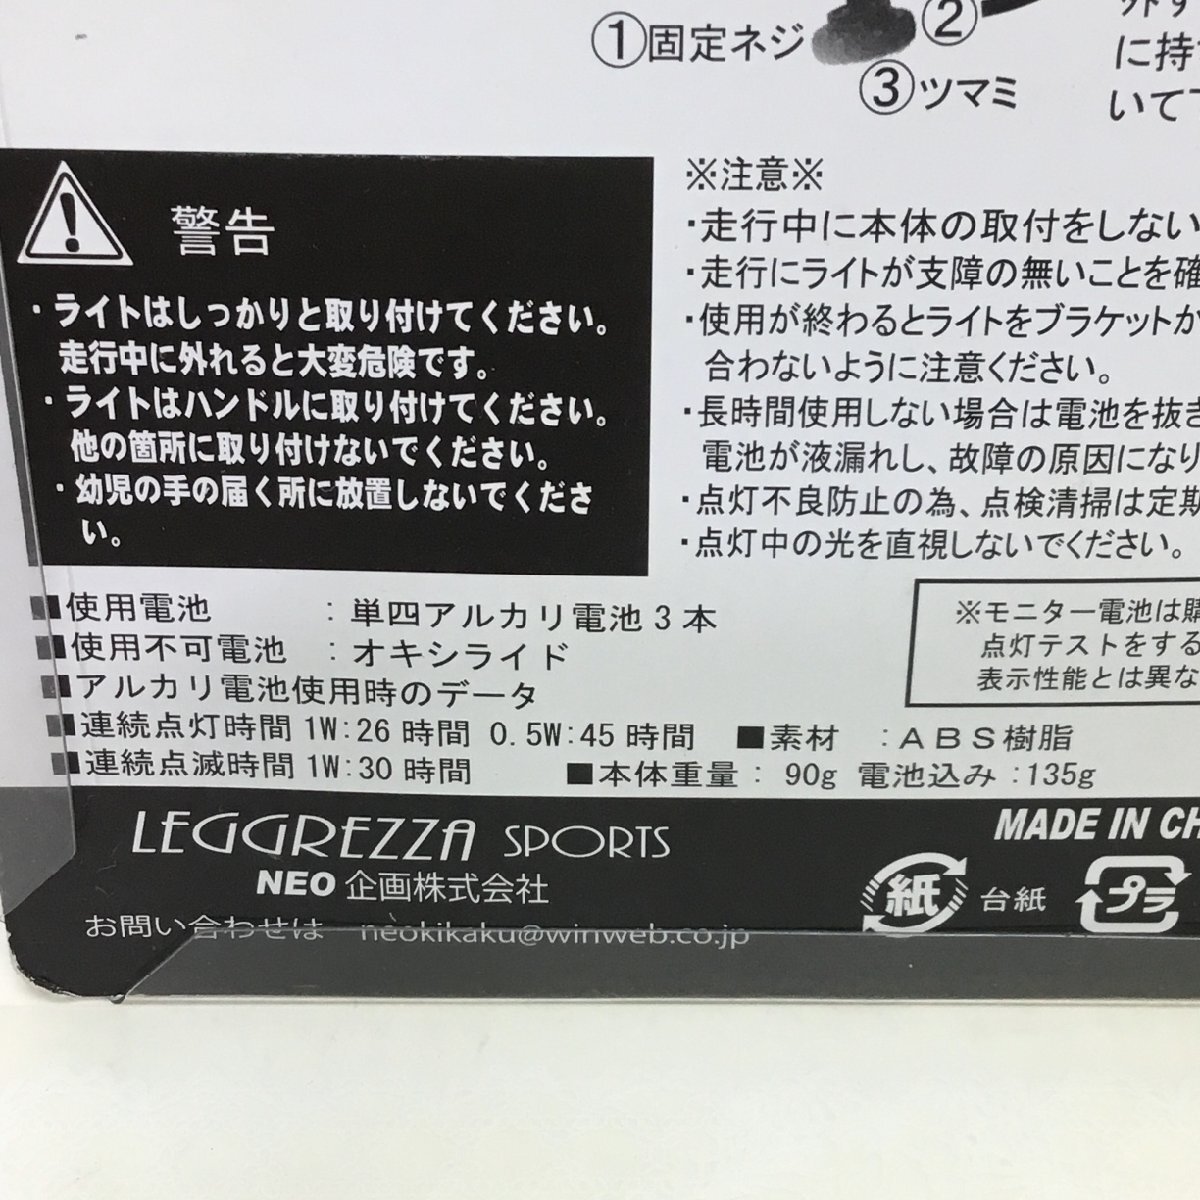 ①固定ネジ
②
③ツマミ
に持
いて
警告
・ライトはしっかりと取り付けてください。
走行中に外れると大変危険です。
・ライトはハンドルに取り付けてください。
他の箇所に取り付けないでください。
・幼児の手の届く所に放置しないでくださ
い。
※注意※
・走行中に本体の取付をしない
・走行にライトが支障の無いことを確
・使用が終わるとライトをブラケットか
合わないように注意ください。
・長時間使用しない場合は電池を抜き
電池が液漏れし、故障の原因になり
・点灯不良防止の為、点検清掃は定期
・点灯中の光を直視しないでください。
■使用電池 : 単四アルカリ電池3本
■使用不可電池 : オキシライド
■アルカリ電池使用時のデータ
■連続点灯時間 1W:26 時間 0.5W:45 時間 ■素材 :ABS樹脂
■連続点滅時間 1W:30 時間 ■本体重量: 90g 電池込み:135g
※モニター電池は購
点灯テストをする
表示性能とは異な
LEGGREZZA SPORTS
NEO 企画株式会社
お問い合わせは neokikaku@winweb.co.jp
MADE IN CH
紙 台紙 プラ